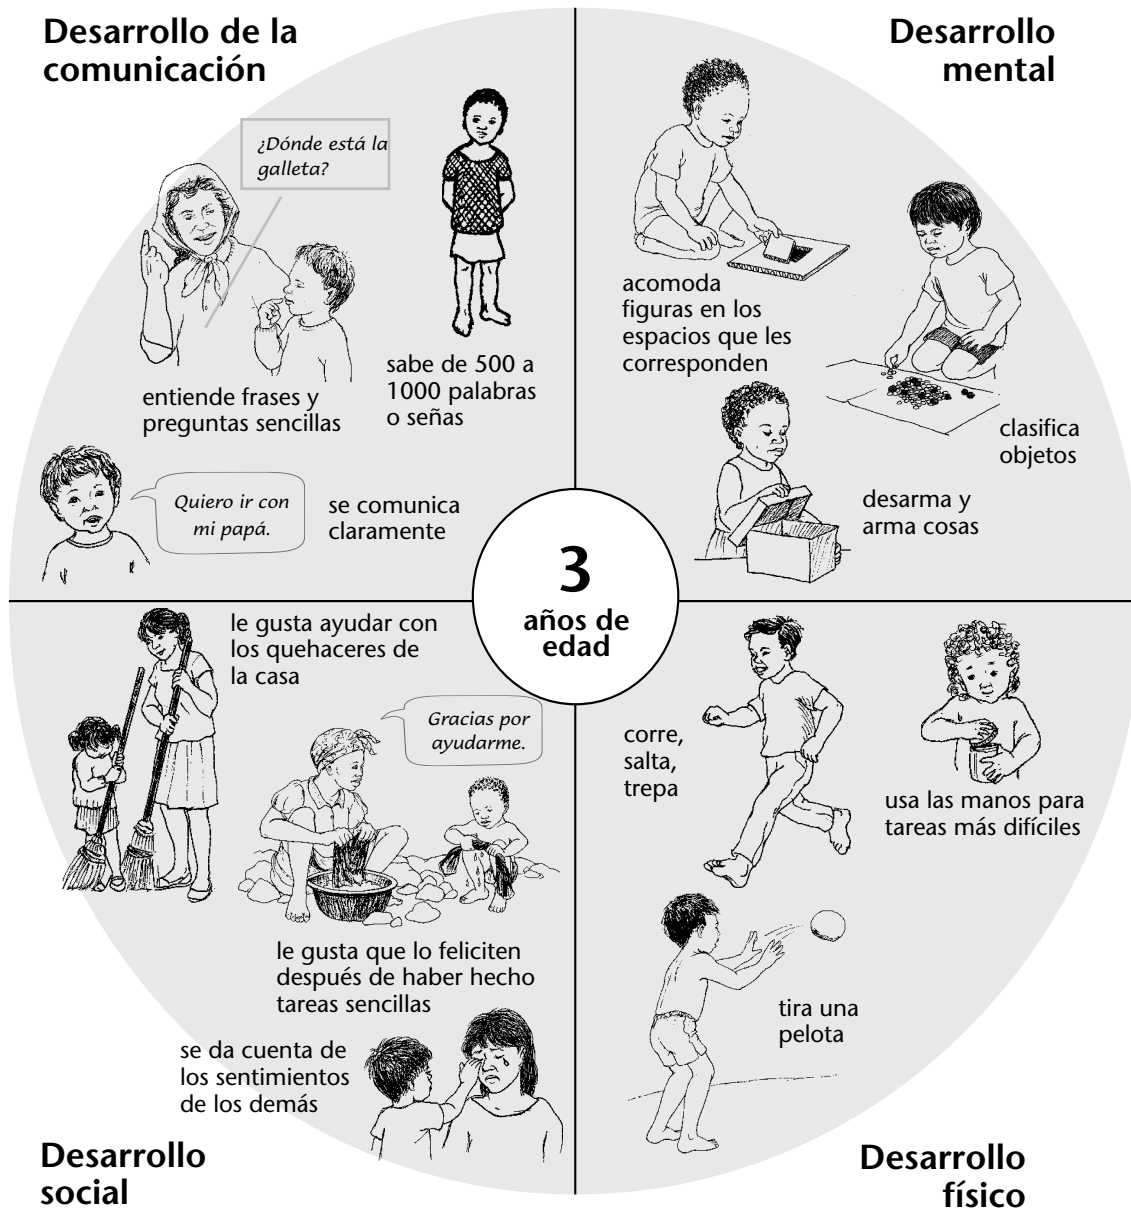 Desarrollo de la
comunicación
¿Dónde está la
galleta?
entiende frases y
preguntas sencillas
sabe de 500 a
1000 palabras
o señas
Quiero ir con
mi papá.
se comunica
claramente
Desarrollo
mental
acomoda
figuras en los
espacios que les
corresponden
clasifica
objetos
desarma y
arma cosas
3
años de
edad
le gusta ayudar con
los quehaceres de
la casa
Gracias por
ayudarme.
le gusta que lo feliciten
después de haber hecho
tareas sencillas
se da cuenta de
los sentimientos
de los demás
Desarrollo
social
corre,
salta,
trepa
usa las manos para
tareas más difíciles
tira una
pelota
Desarrollo
físico